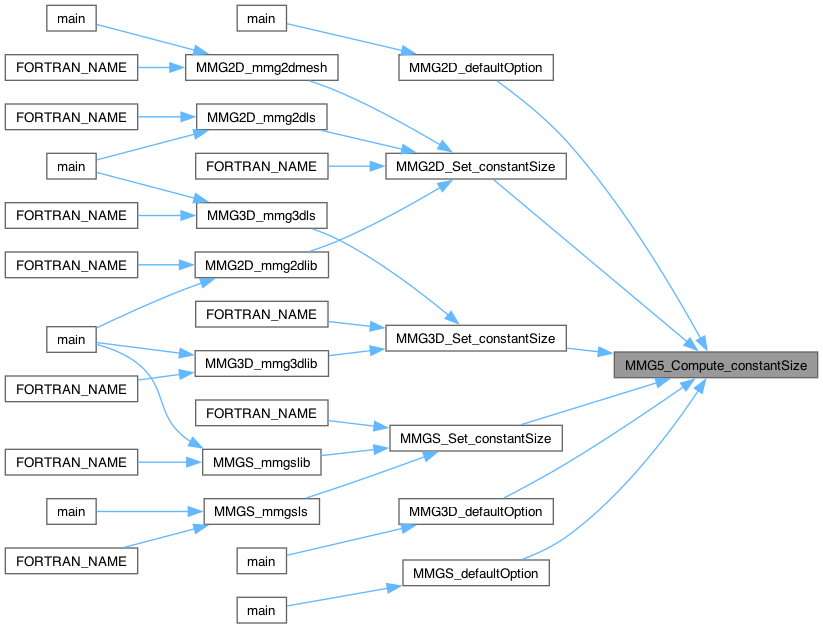 main
main
FORTRAN_NAME
MMG2D_mmg2dmesh
MMG2D_defaultOption
FORTRAN_NAME
MMG2D_mmg2dls
main
FORTRAN_NAME
MMG2D_Set_constantSize
FORTRAN_NAME
MMG3D_mmg3dls
FORTRAN_NAME
MMG2D_mmg2dlib
FORTRAN_NAME
main
MMG3D_Set_constantSize
MMG3D_mmg3dlib
MMG5_Compute_constantSize
FORTRAN_NAME
FORTRAN_NAME
MMGS_Set_constantSize
FORTRAN_NAME
MMGS_mmgslib
main
MMGS_mmgsls
MMG3D_defaultOption
FORTRAN_NAME
main
MMGS_defaultOption
main